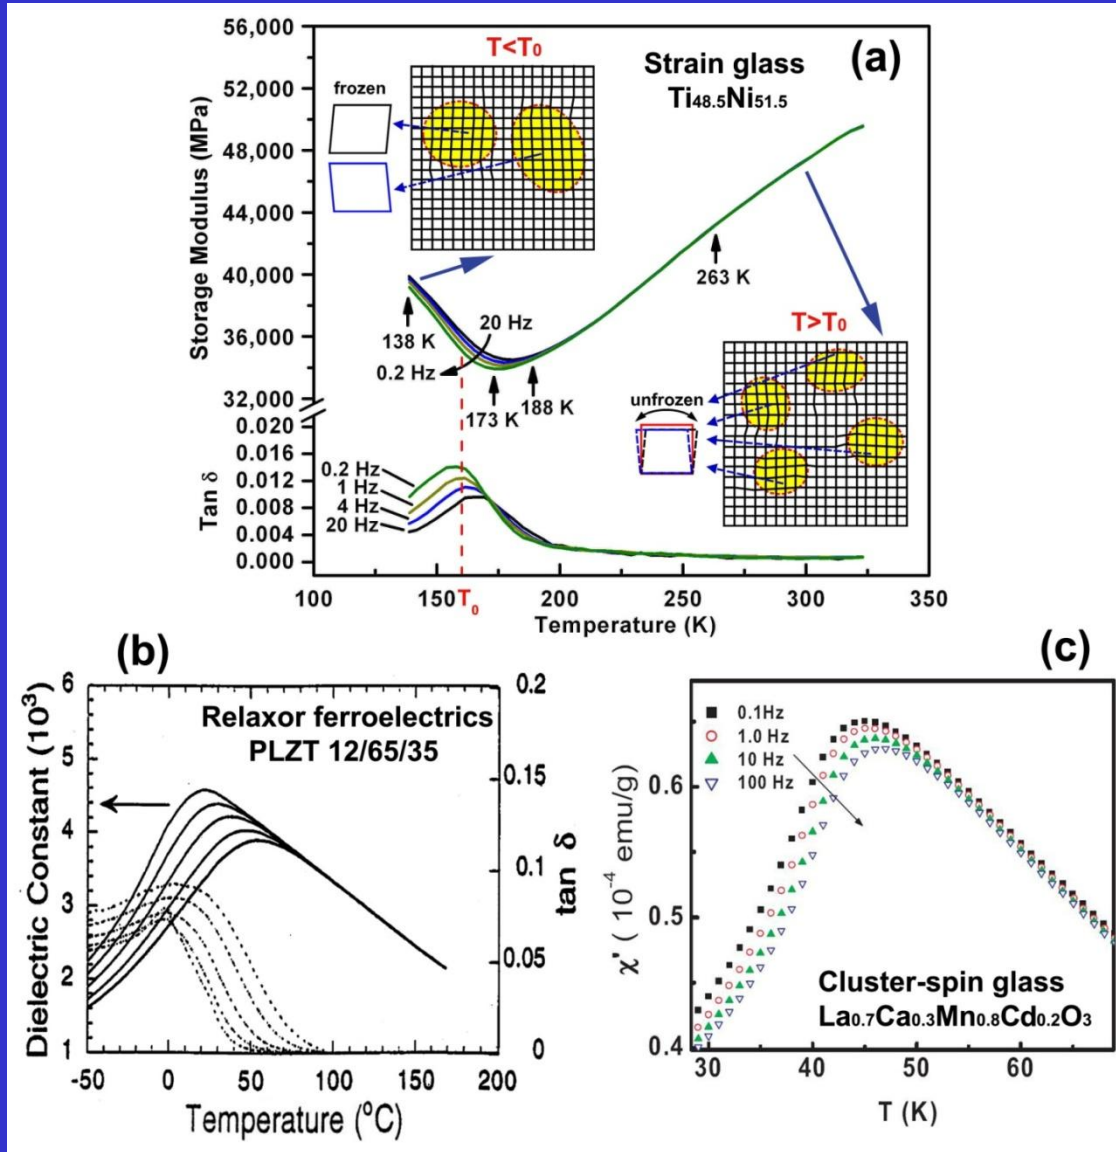 (a)
56,000
52,000
48,000
44,000
40,000
36,000
32,000
0.020
0.016
0.012
0.008
0.004
0.000
Storage Modulus (MPa)
Tan δ
T<T₀
frozen
Strain glass
Ti48.5Ni51.5
263 K
138 K
20 Hz
0.2 Hz
173 K
188 K
T>T₀
unfrozen
0.2 Hz
1 Hz
4 Hz
20 Hz
100 150 T₀ 200 250 300 350
Temperature (K)
(b)
6
5
4
3
2
1
Dielectric Constant (10³)
Relaxor ferroelectrics
PLZT 12/65/35
0.2
0.15
0.1
0.05
0
tan δ
-50 0 50 100 150 200
Temperature (°C)
(c)
0.1Hz
1.0 Hz
10 Hz
100 Hz
0.6
0.5
0.4
χ' ( 10⁻⁴ emu/g)
Cluster-spin glass
La0.7Ca0.3Mn0.8Cd0.2O3
30 40 50 60
T (K)